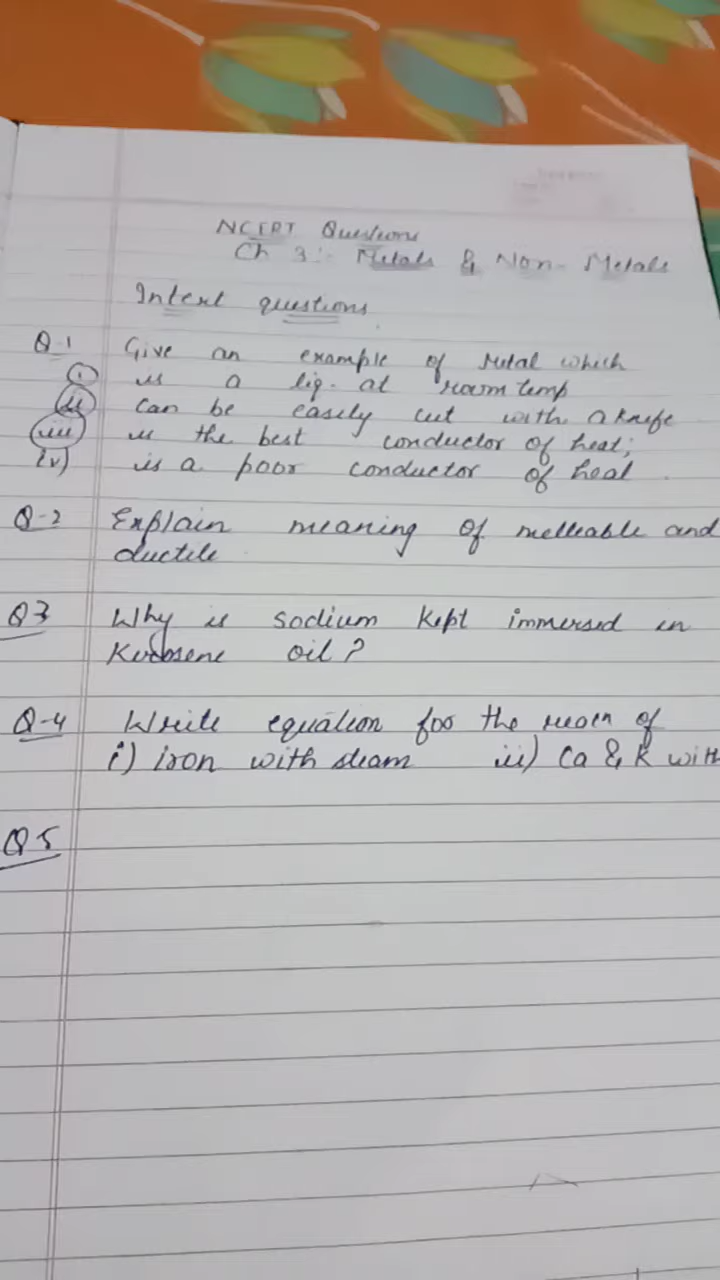 NCERT Questions
Ch 3:- Metals & Non-Metals
Intext questions
Q-1 Give an example of Metal which
(i) is a liq. at room temp
(ii) can be easily cut with a knife
(iii) is the best conductor of heat;
iv) is a poor conductor of heat.
Q-2 Explain meaning of melleable and
ductile
Q3 Why is sodium kept immersed in
Kerosene oil?
Q-4 Write equation for the reacn of
i) iron with steam ii) Ca & K with
Q5